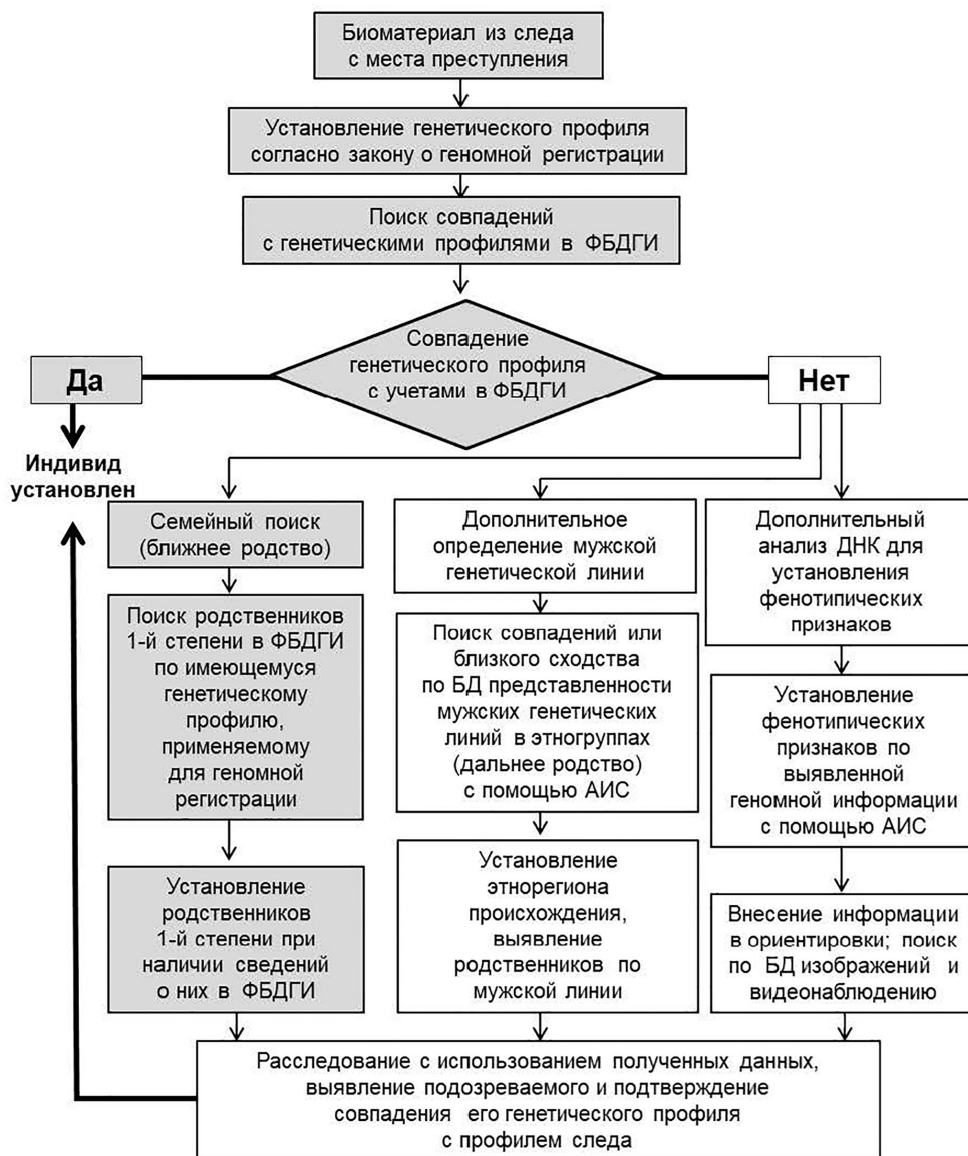 Биоматериал из следа
с места преступления
Установление генетического профиля
согласно закону о геномной регистрации
Поиск совпадений
с генетическими профилями в ФБДГИ
Совпадение
генетического профиля
с учетами в ФБДГИ
Да
Нет
Индивид
установлен
Семейный поиск
(ближнее родство)
Поиск родственников
1-й степени в ФБДГИ
по имеющемуся
генетическому
профилю,
применяемому
для геномной
регистрации
Установление
родственников
1-й степени при
наличии сведений
о них в ФБДГИ
Дополнительное
определение мужской
генетической линии
Поиск совпадений или
близкого сходства
по БД представленности
мужских генетических
линий в этногруппах
(дальнее родство)
с помощью АИС
Установление
этнорегиона
происхождения,
выявление
родственников по
мужской линии
Дополнительный
анализ ДНК для
установления
фенотипических
признаков
Установление
фенотипических
признаков по
выявленной
геномной информации
с помощью АИС
Внесение информации
в ориентировки; поиск
по БД изображений и
видеонаблюдению
Расследование с использованием полученных данных,
выявление подозреваемого и подтверждение
совпадения его генетического профиля
с профилем следа